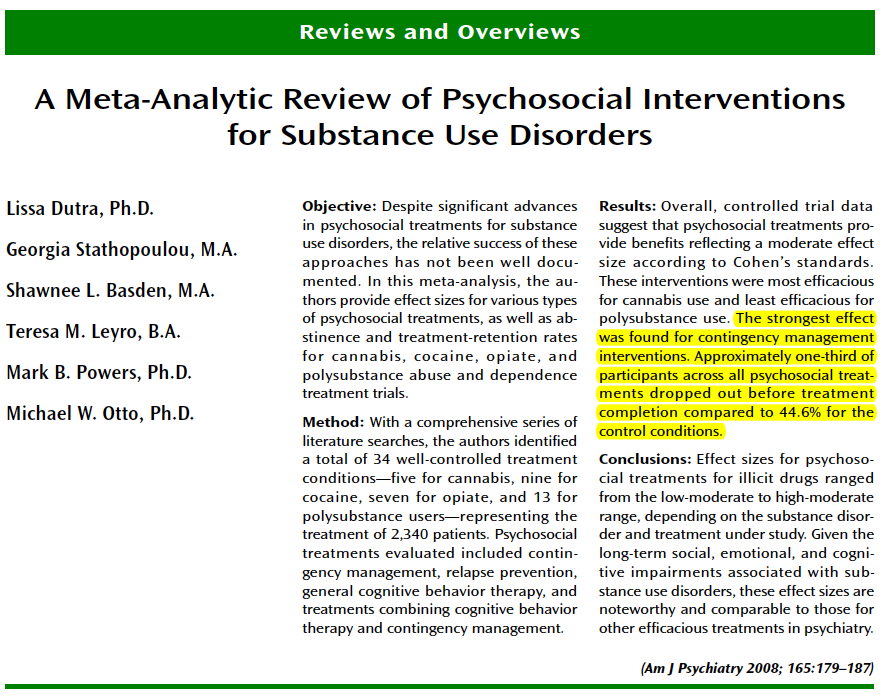 Reviews and Overviews
A Meta-Analytic Review of Psychosocial Interventions
for Substance Use Disorders
Lissa Dutra, Ph.D.
Georgia Stathopoulou, M.A.
Shawnee L. Basden, M.A.
Teresa M. Leyro, B.A.
Mark B. Powers, Ph.D.
Michael W. Otto, Ph.D.
Objective: Despite significant advances
in psychosocial treatments for substance
use disorders, the relative success of these
approaches has not been well docu-
mented. In this meta-analysis, the au-
thors provide effect sizes for various types
of psychosocial treatments, as well as ab-
stinence and treatment-retention rates
for cannabis, cocaine, opiate, and
polysubstance abuse and dependence
treatment trials.
Method: With a comprehensive series of
literature searches, the authors identified
a total of 34 well-controlled treatment
conditions—five for cannabis, nine for
cocaine, seven for opiate, and 13 for
polysubstance users—representing the
treatment of 2,340 patients. Psychosocial
treatments evaluated included contin-
gency management, relapse prevention,
general cognitive behavior therapy, and
treatments combining cognitive behavior
therapy and contingency management.
Results: Overall, controlled trial data
suggest that psychosocial treatments pro-
vide benefits reflecting a moderate effect
size according to Cohen's standards.
These interventions were most efficacious
for cannabis use and least efficacious for
polysubstance use. The strongest effect
was found for contingency management
interventions. Approximately one-third of
participants across all psychosocial treat-
ments dropped out before treatment
completion compared to 44.6% for the
control conditions.
Conclusions: Effect sizes for psychoso-
cial treatments for illicit drugs ranged
from the low-moderate to high-moderate
range, depending on the substance disor-
der and treatment under study. Given the
long-term social, emotional, and cogni-
tive impairments associated with sub-
stance use disorders, these effect sizes are
noteworthy and comparable to those for
other efficacious treatments in psychiatry.
(Am J Psychiatry 2008; 165:179–187)